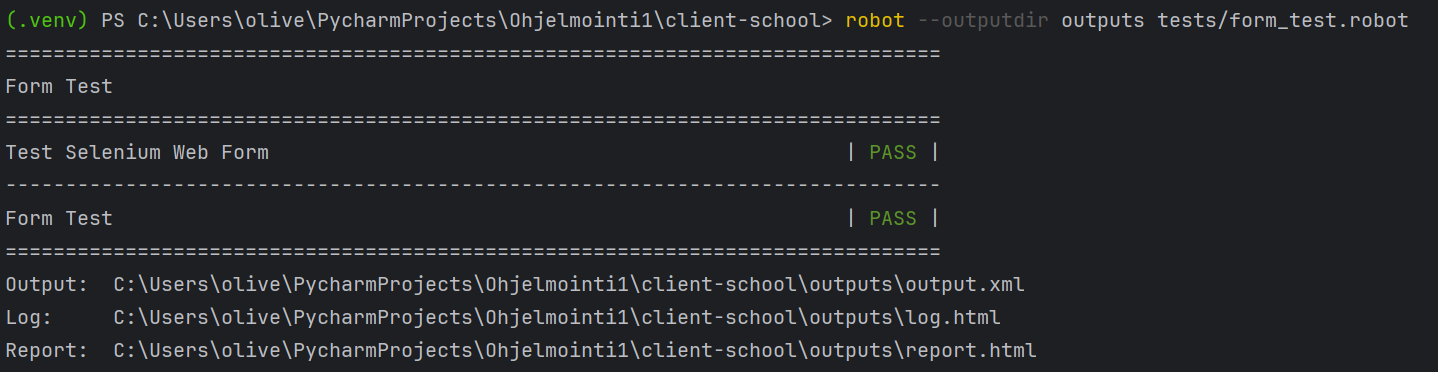 (.venv) PS C:\Users\olive\PycharmProjects\Ohjelmointi1\client-school> robot --outputdir outputs tests/form_test.robot
==============================================================================
Form Test
==============================================================================
Test Selenium Web Form                                                | PASS |
------------------------------------------------------------------------------
Form Test                                                             | PASS |
==============================================================================
Output:  C:\Users\olive\PycharmProjects\Ohjelmointi1\client-school\outputs\output.xml
Log:     C:\Users\olive\PycharmProjects\Ohjelmointi1\client-school\outputs\log.html
Report:  C:\Users\olive\PycharmProjects\Ohjelmointi1\client-school\outputs\report.html